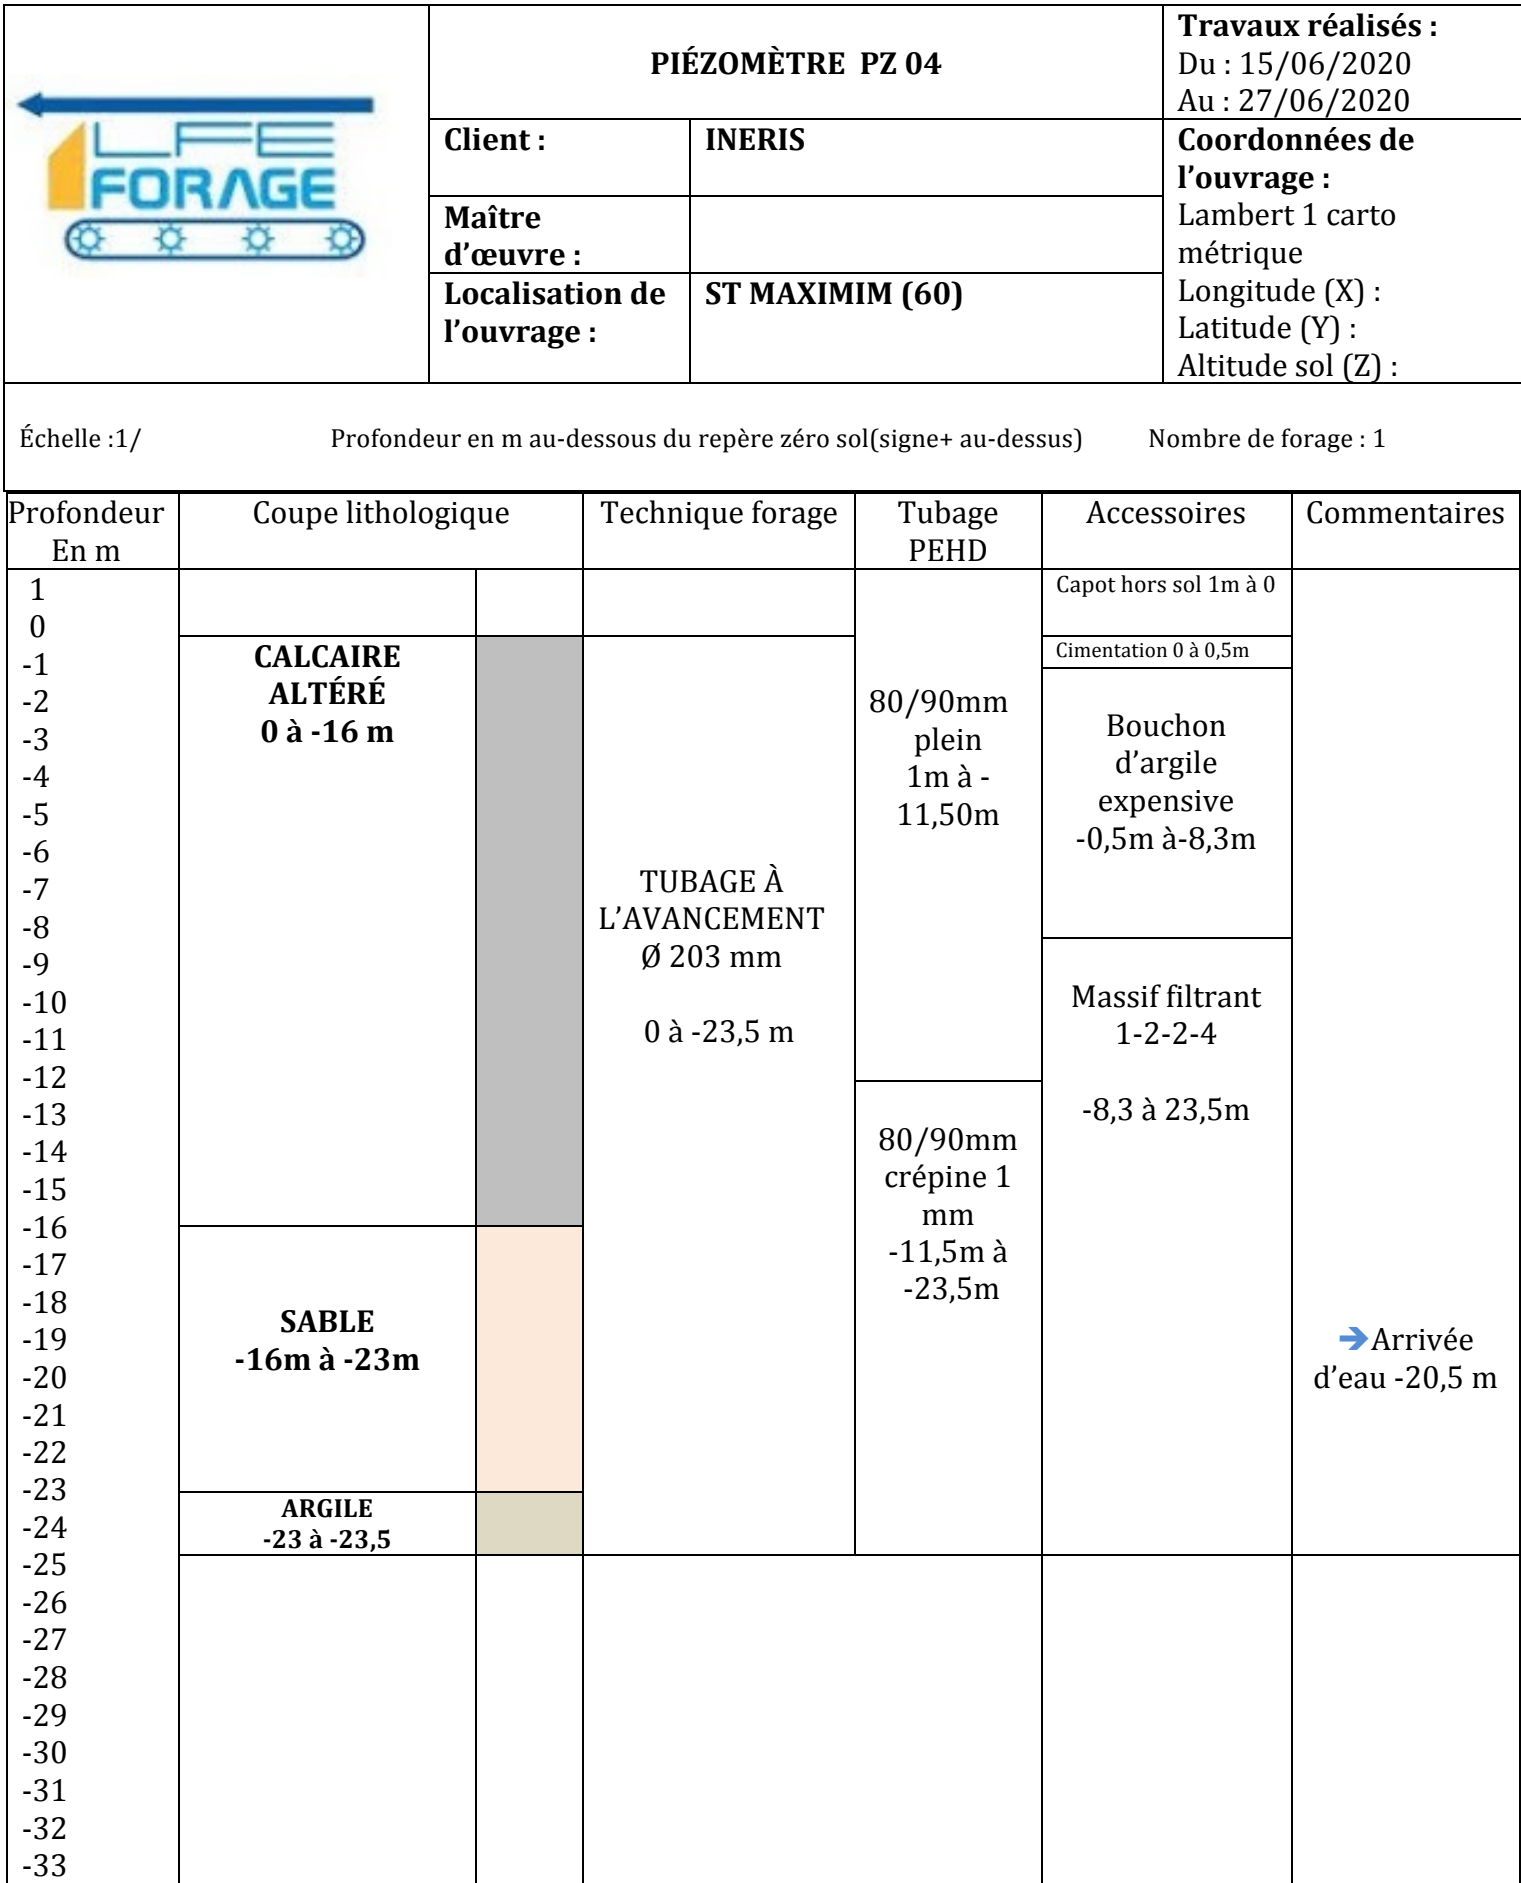 LFE
FORAGE
PIÉZOMÈTRE PZ 04
Travaux réalisés :
Du : 15/06/2020
Au : 27/06/2020
Client :
INERIS
Coordonnées de
l'ouvrage :
Lambert 1 carto
métrique
Longitude (X) :
Latitude (Y) :
Altitude sol (Z) :
Maître
d'œuvre :
Localisation de
l'ouvrage :
ST MAXIMIM (60)
Échelle :1/
Profondeur en m au-dessous du repère zéro sol(signe+ au-dessus)
Nombre de forage : 1
Profondeur
En m
Coupe lithologique
Technique forage
Tubage
PEHD
Accessoires
Commentaires
1
0
-1
-2
-3
-4
-5
-6
-7
-8
-9
-10
-11
-12
-13
-14
-15
-16
-17
-18
-19
-20
-21
-22
-23
-24
-25
-26
-27
-28
-29
-30
-31
-32
-33
CALCAIRE
ALTÉRÉ
0 à -16 m
SABLE
-16m à -23m
ARGILE
-23 à -23,5
TUBAGE À
L'AVANCEMENT
Ø 203 mm
0 à -23,5 m
80/90mm
plein
1m à -
11,50m
80/90mm
crépine 1
mm
-11,5m à
-23,5m
Capot hors sol 1m à 0
Cimentation 0 à 0,5m
Bouchon
d'argile
expensive
-0,5m à-8,3m
Massif filtrant
1-2-2-4
-8,3 à 23,5m
➔Arrivée
d'eau -20,5 m